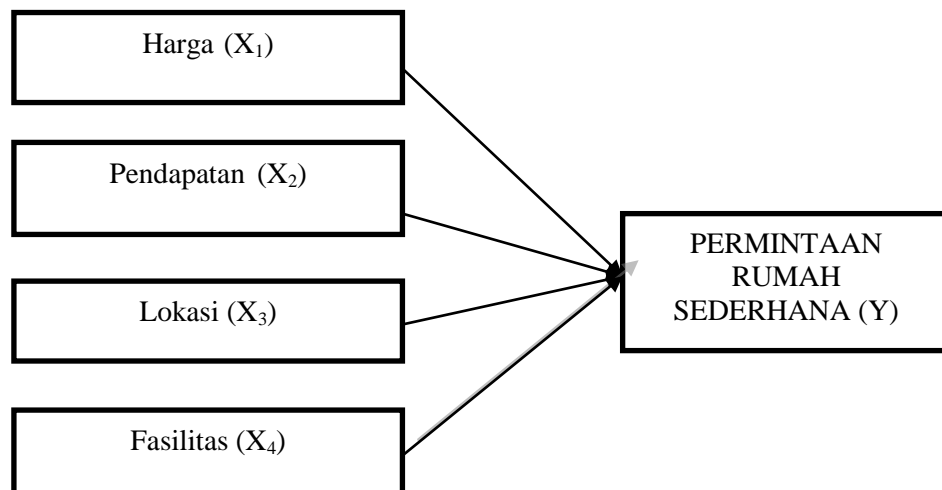 Harga (X₁)
Pendapatan (X₂)
Lokasi (X₃)
Fasilitas (X₄)
PERMINTAAN
RUMAH
SEDERHANA (Y)